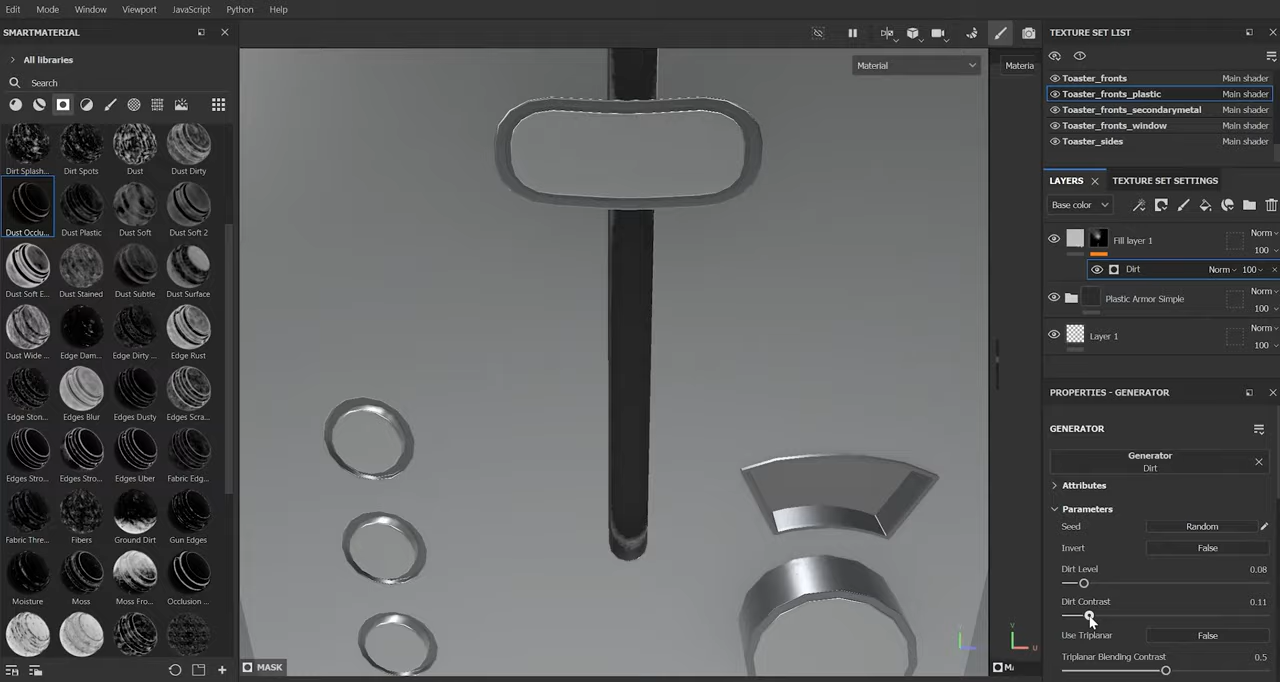 Edit Mode Window Viewport JavaScript Python Help
SMARTMATERIAL
All libraries
Search
Dirt Splash... Dirt Spots Dust Dust Dirty
Dust Occlu... Dust Plastic Dust Soft Dust Soft 2
Dust Soft E... Dust Stained Dust Subtle Dust Surface
Dust Wide ... Edge Dam... Edge Dirty ... Edge Rust
Edge Ston... Edges Blur Edges Dusty Edges Scra...
Edges Stro... Edges Stro... Edges Uber Fabric Edg...
Fabric Thre... Fibers Ground Dirt Gun Edges
Moisture Moss Moss Fro... Occlusion ...
Material
Materia
MASK
V
U
M
TEXTURE SET LIST
Toaster_fronts Main shader
Toaster_fronts_plastic Main shader
Toaster_fronts_secondarymetal Main shader
Toaster_fronts_window Main shader
Toaster_sides Main shader
LAYERS TEXTURE SET SETTINGS
Base color
Fill layer 1 Norm 100
Dirt Norm 100
Plastic Armor Simple Norm 100
Layer 1 Norm 100
PROPERTIES - GENERATOR
GENERATOR
Generator
Dirt
Attributes
Parameters
Seed Random
Invert False
Dirt Level 0.08
Dirt Contrast 0.11
Use Triplanar False
Triplanar Blending Contrast 0.5